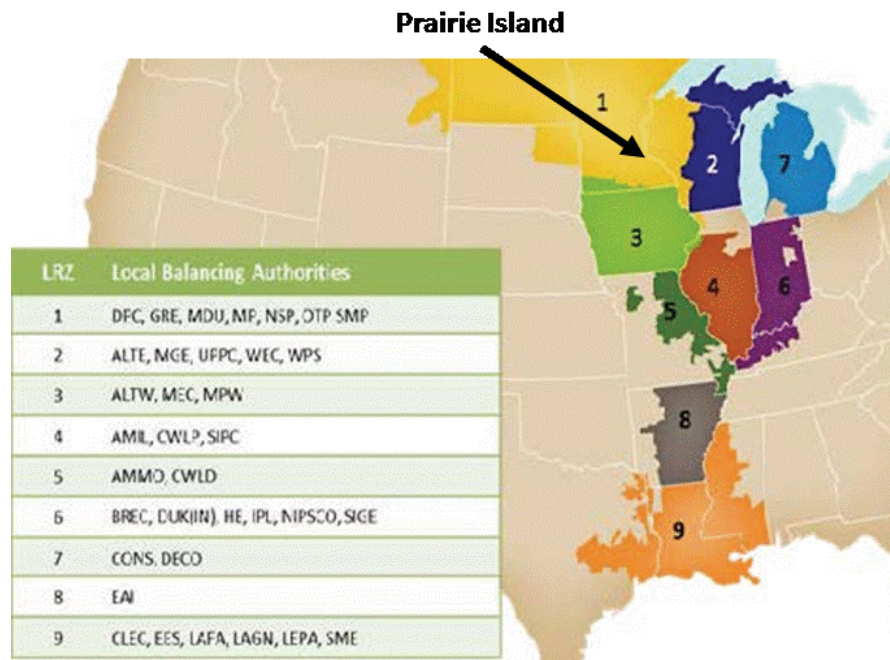 Prairie Island
1
2
7
3
4
6
5
8
9
LRZ Local Balancing Authorities
1 DPC, GRE, MDU, MP, NSP, OTP SMP
2 ALTE, MGE, UPPC, WEC, WPS
3 ALTW, MEC, MPW
4 AMIL, CWLP, SIPC
5 AMMO, CWLD
6 BREC, DUK(IN), HE, IPL, NIPSCO, SIGE
7 CONS, DECO
8 EAI
9 CLEC, EES, LAFA, LAGN, LEPA, SME